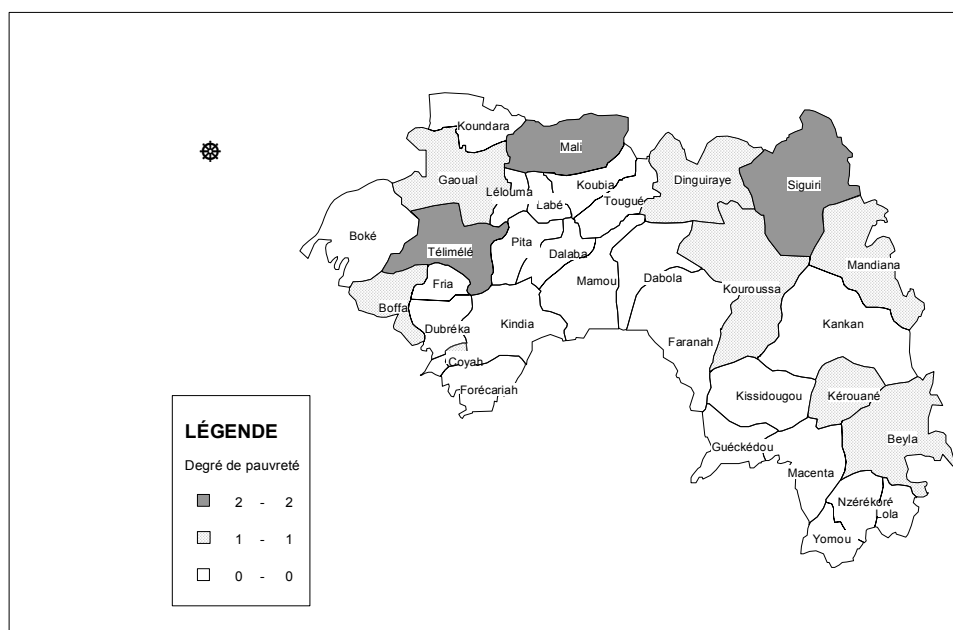 Koundara
Mali
Gaoual
Koubia
Dinguiraye
Siguiri
Lélouma
Labé
Tougué
Boké
Télimélé
Pita
Dalaba
Mandiana
Fria
Mamou
Dabola
Kouroussa
Boffa
Dubréka
Kindia
Kankan
Faranah
Coyah
Forécariah
Kissidougou
Kérouané
Beyla
Guéckédou
Macenta
Nzérékoré
Lola
Yomou
LÉGENDE
Degré de pauvreté
2 - 2
1 - 1
0 - 0